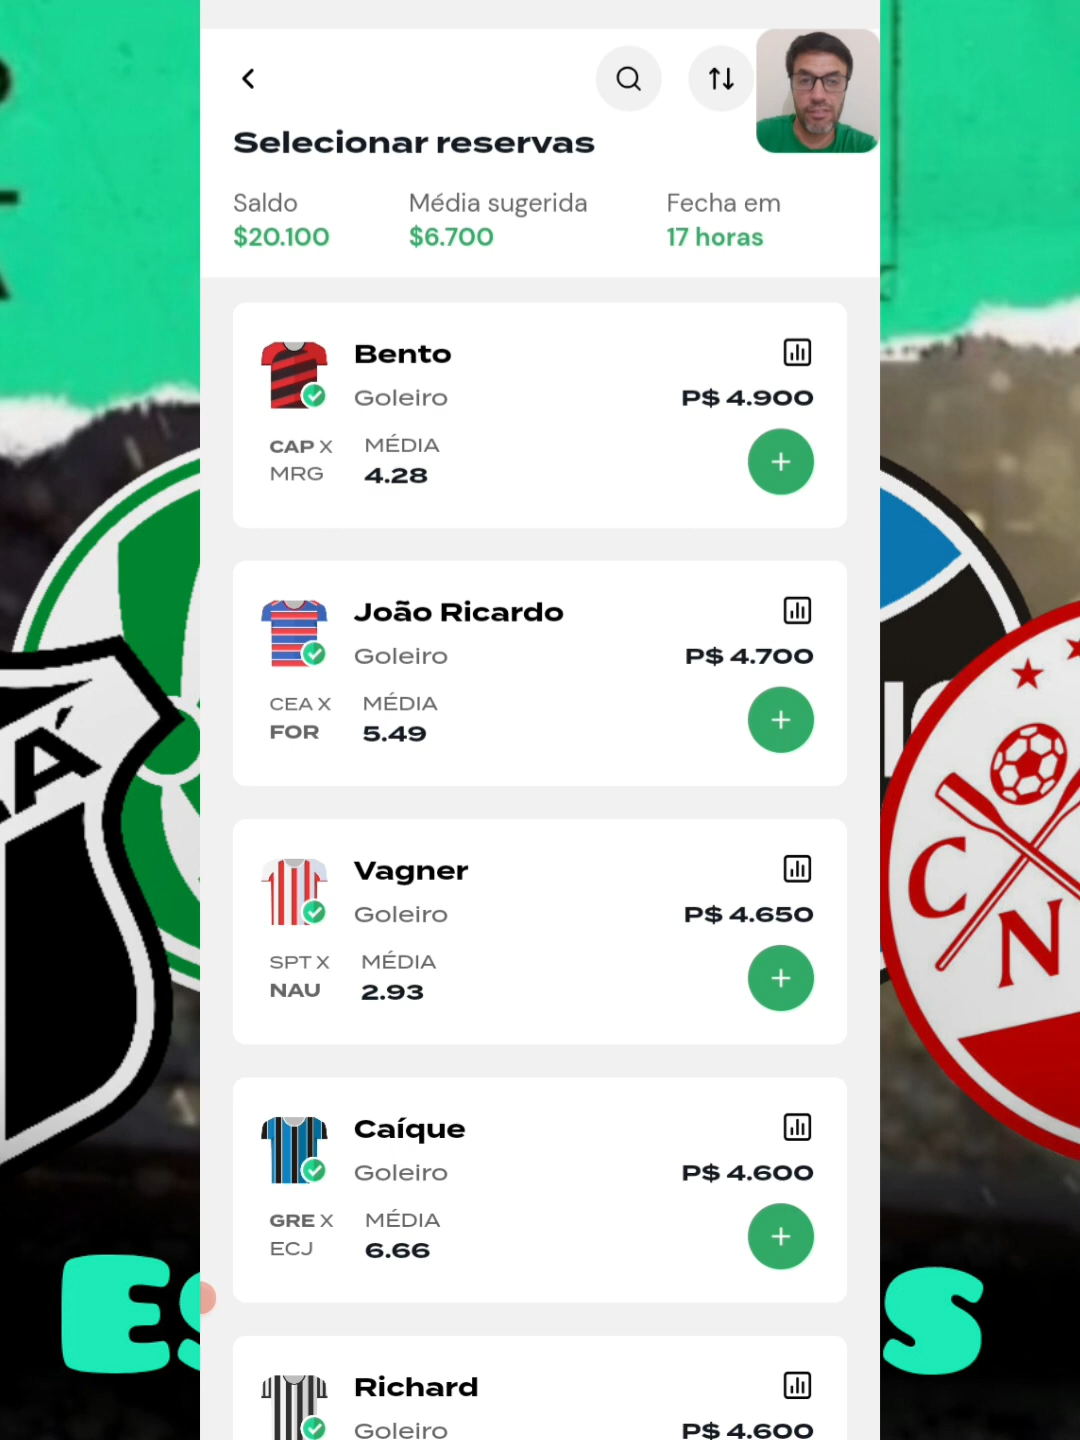 Selecionar reservas
Saldo
Média sugerida
Fecha em
$20.100
$6.700
17 horas
Bento
Goleiro
P$ 4.900
CAP X
MÉDIA
MRG
4.28
João Ricardo
Goleiro
P$ 4.700
CEA X
MÉDIA
FOR
5.49
Vagner
Goleiro
P$ 4.650
SPT X
MÉDIA
NAU
2.93
C
N
Caíque
Goleiro
P$ 4.600
GRE X
MÉDIA
ECJ
6.66
Richard
Goleiro
P$ 4.600